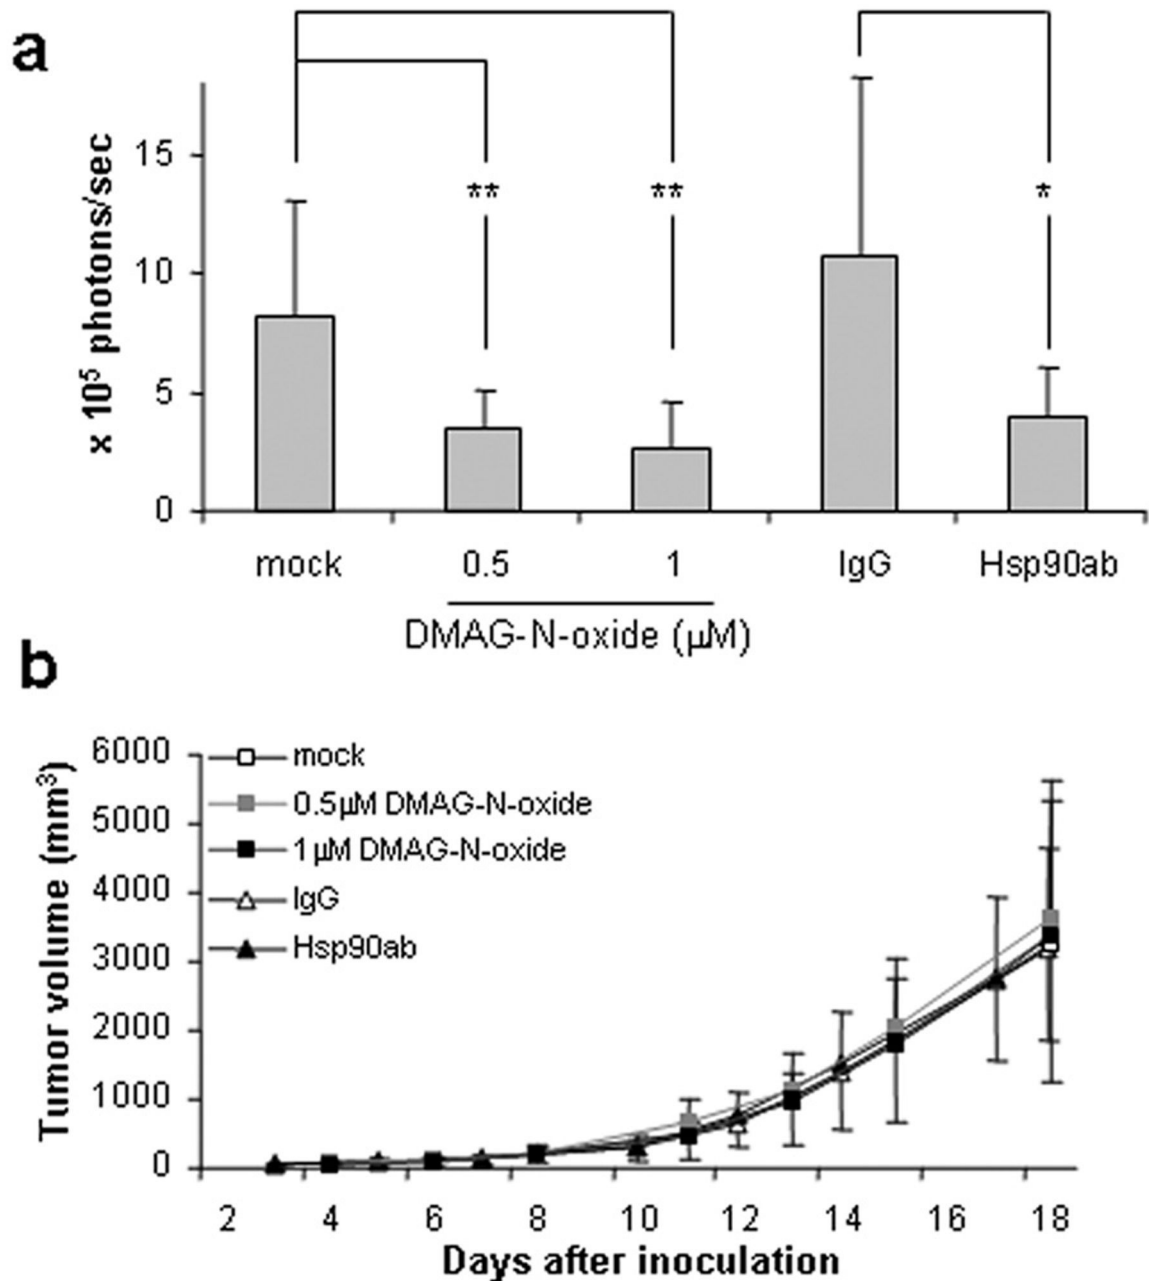 a
x 10⁵ photons/sec
15
10
5
0
**
**
*
mock
0.5
1
IgG
Hsp90ab
DMAG-N-oxide (μM)
b
Tumor volume (mm³)
6000
5000
4000
3000
2000
1000
0
mock
0.5μM DMAG-N-oxide
1μM DMAG-N-oxide
IgG
Hsp90ab
2 4 6 8 10 12 14 16 18
Days after inoculation